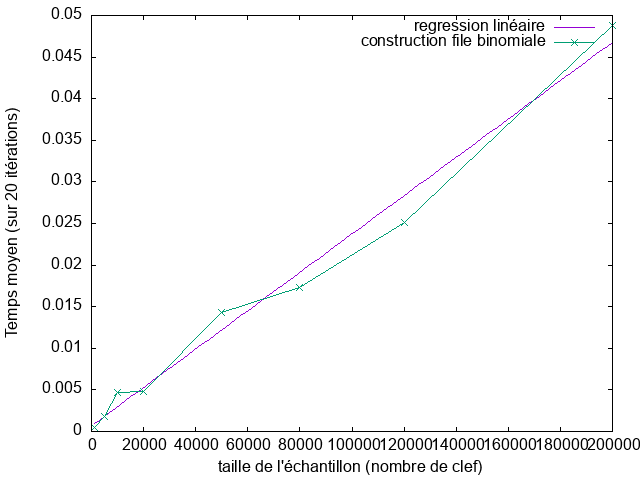 0.05
0.045
0.04
0.035
0.03
0.025
0.02
0.015
0.01
0.005
0
Temps moyen (sur 20 itérations)
regression linéaire
construction file binomiale
0 20000 40000 60000 80000 100000 120000 140000 160000 180000 200000
taille de l'échantillon (nombre de clef)